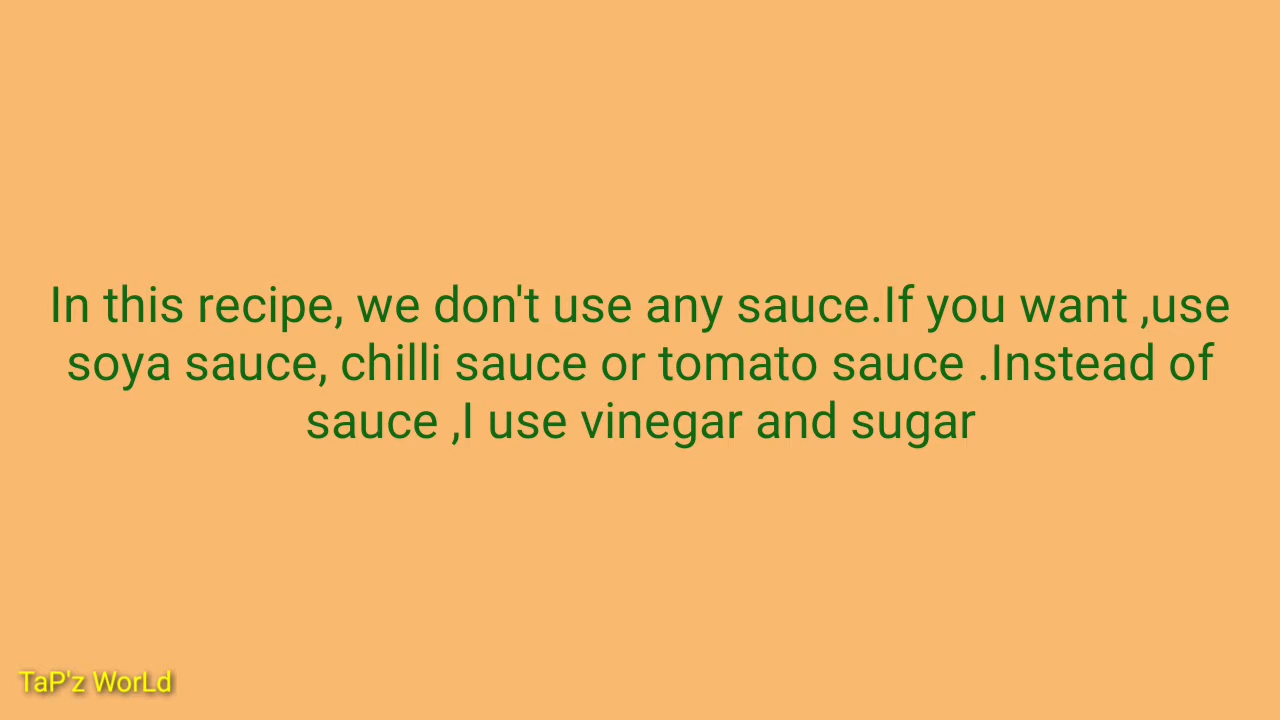 In this recipe, we don't use any sauce.If you want ,use
soya sauce, chilli sauce or tomato sauce .Instead of
sauce ,I use vinegar and sugar
TaP'z WorLd